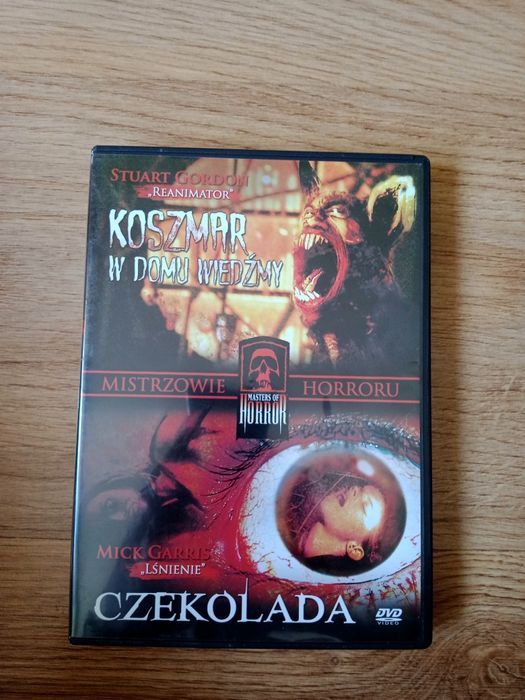 STUART GORDON
„REANIMATOR"
KOSZMAR
W DOMU WIEDŹMY
MISTRZOWIE HORRORU
MASTERS OF
HORROR
MICK GARRIS
„LŚNIENIE"
CZEKOLADA
DVD
VIDEO